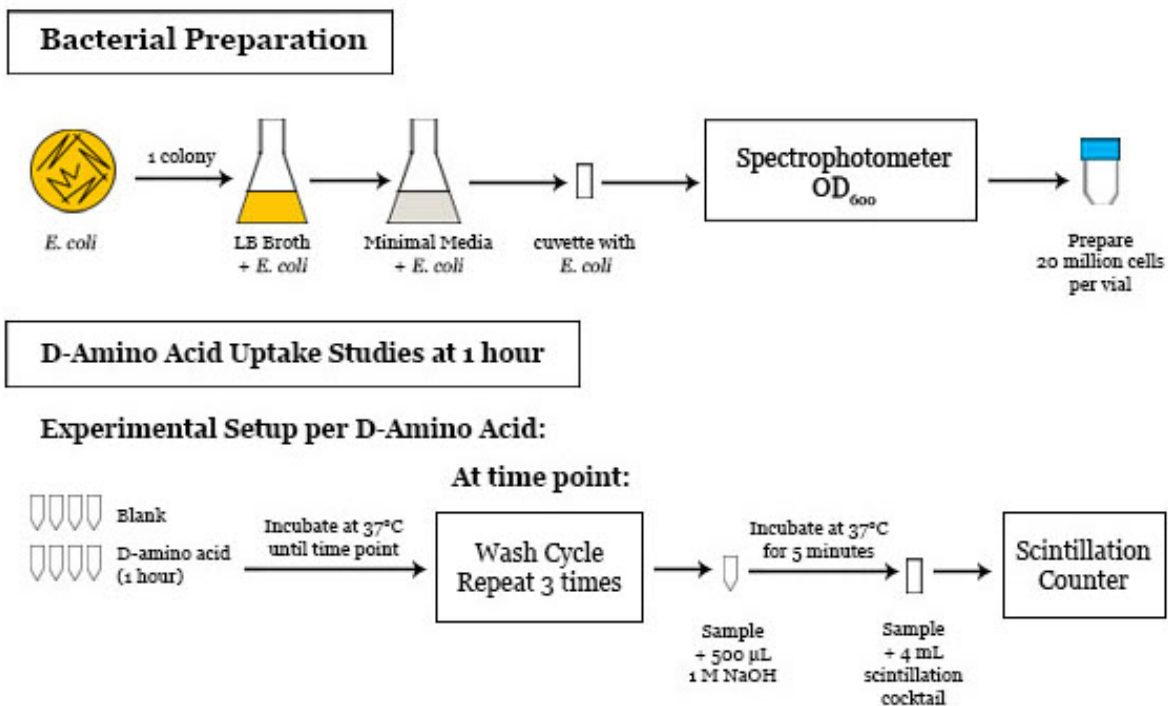 Bacterial Preparation
1 colony
E. coli
LB Broth
+ E. coli
Minimal Media
+ E. coli
cuvette with
E. coli
Spectrophotometer
OD600
Prepare
20 million cells
per vial
D-Amino Acid Uptake Studies at 1 hour
Experimental Setup per D-Amino Acid:
At time point:
Blank
D-amino acid
(1 hour)
Incubate at 37°C
until time point
Wash Cycle
Repeat 3 times
Sample
+ 500 µL
1 M NaOH
Incubate at 37°C
for 5 minutes
Sample
+ 4 mL
scintillation
cocktail
Scintillation
Counter